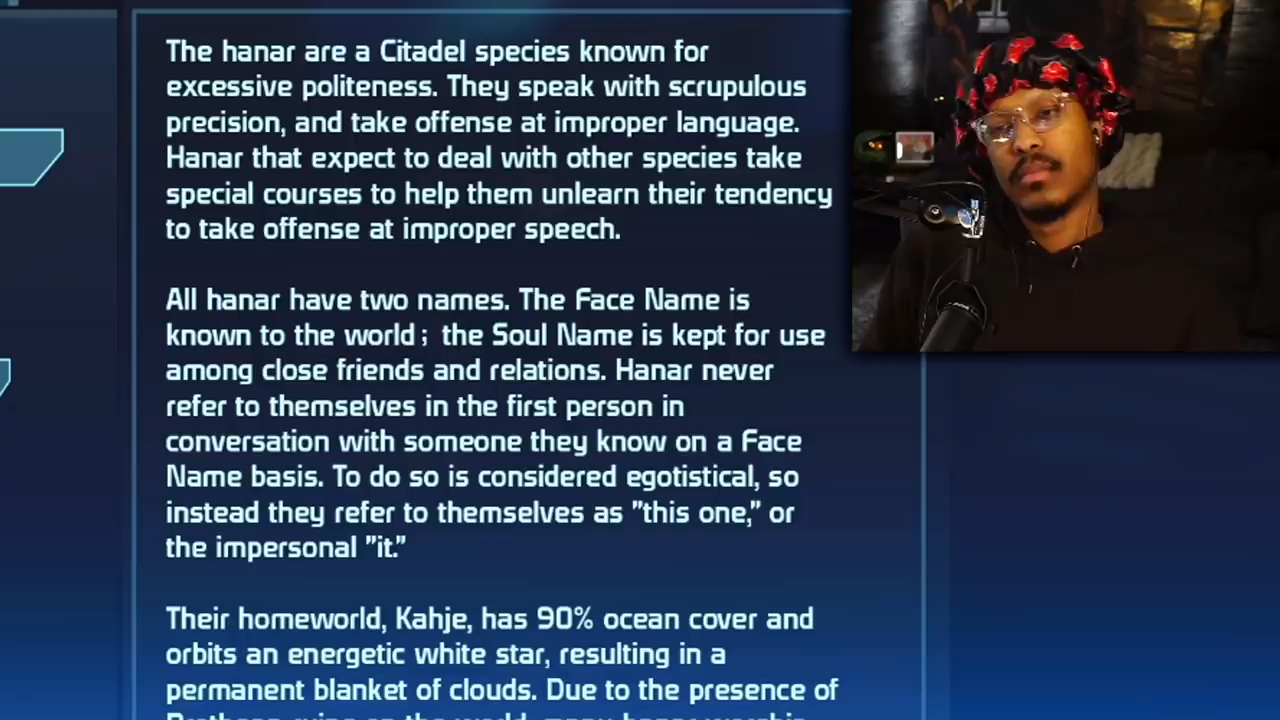 The hanar are a Citadel species known for
excessive politeness. They speak with scrupulous
precision, and take offense at improper language.
Hanar that expect to deal with other species take
special courses to help them unlearn their tendency
to take offense at improper speech.
All hanar have two names. The Face Name is
known to the world; the Soul Name is kept for use
among close friends and relations. Hanar never
refer to themselves in the first person in
conversation with someone they know on a Face
Name basis. To do so is considered egotistical, so
instead they refer to themselves as "this one," or
the impersonal "it."
Their homeworld, Kahje, has 90% ocean cover and
orbits an energetic white star, resulting in a
permanent blanket of clouds. Due to the presence of